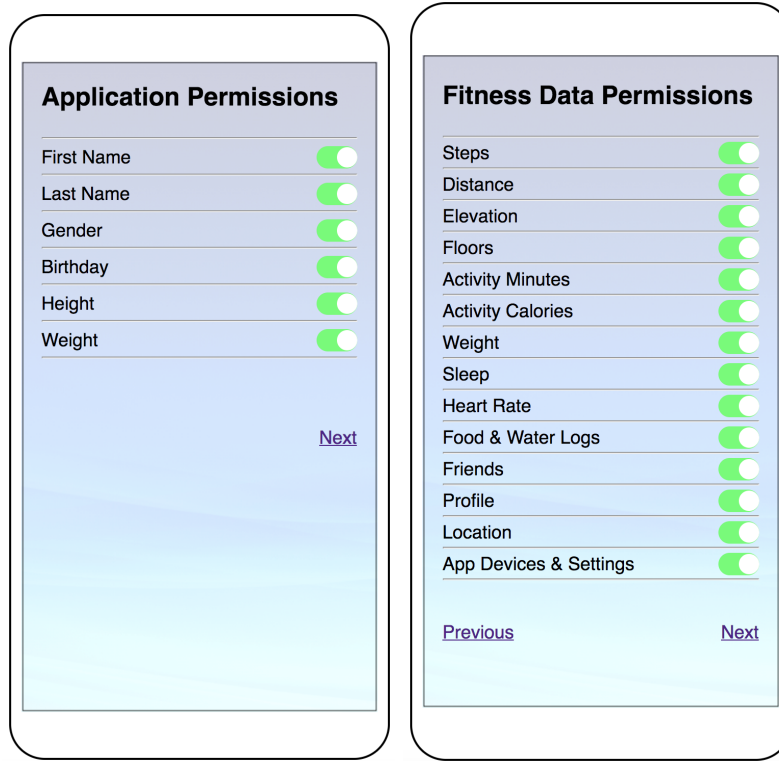 Application Permissions
First Name
Last Name
Gender
Birthday
Height
Weight
Next
Fitness Data Permissions
Steps
Distance
Elevation
Floors
Activity Minutes
Activity Calories
Weight
Sleep
Heart Rate
Food & Water Logs
Friends
Profile
Location
App Devices & Settings
Previous Next